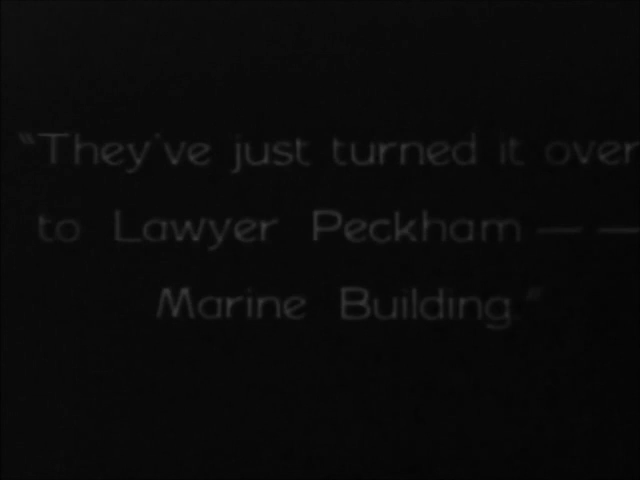 "They've just turned it over
to Lawyer Peckham — —
Marine Building"